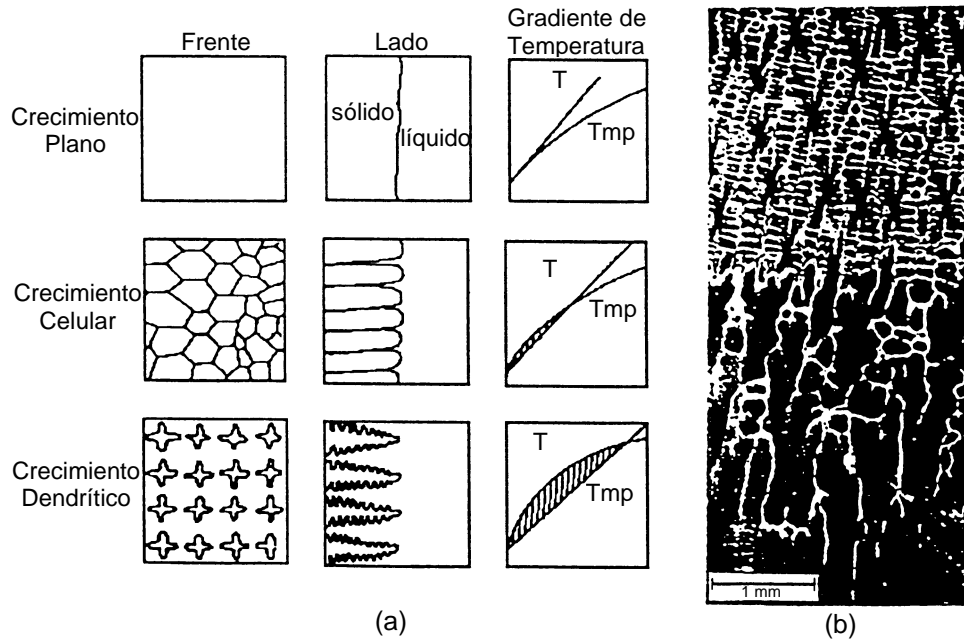 Frente
Lado
Gradiente de
Temperatura
Crecimiento
Plano
sólido
líquido
T
Tmp
Crecimiento
Celular
T
Tmp
Crecimiento
Dendrítico
T
Tmp
1 mm
(a)
(b)